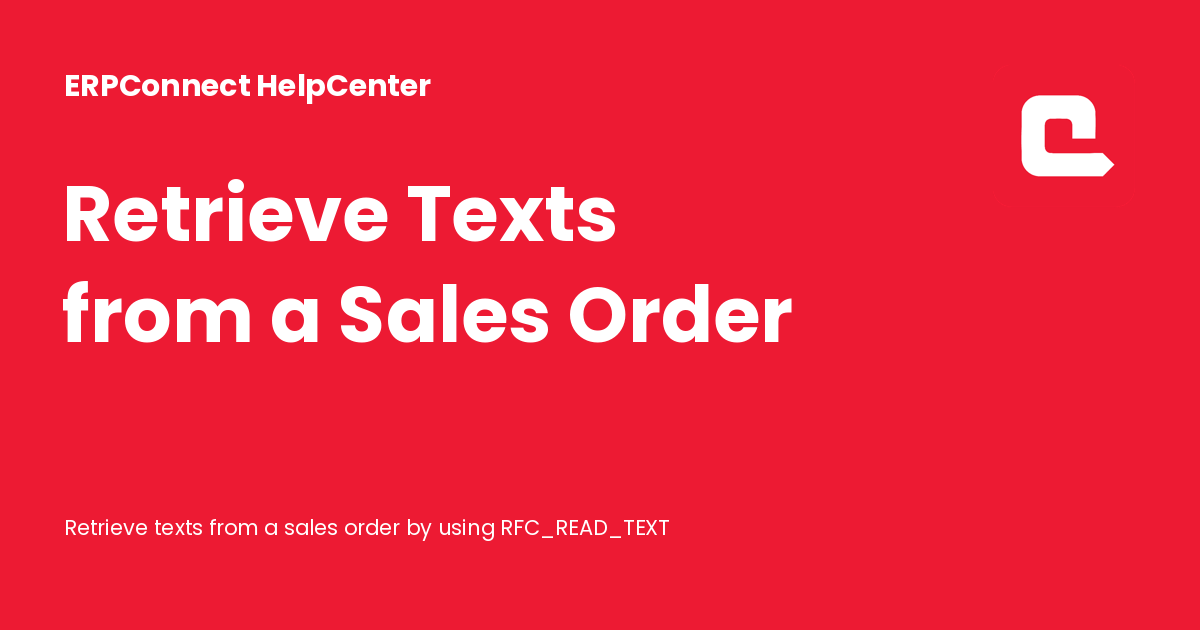 ERPConnect HelpCenter
Retrieve Texts
from a Sales Order
Retrieve texts from a sales order by using RFC_READ_TEXT